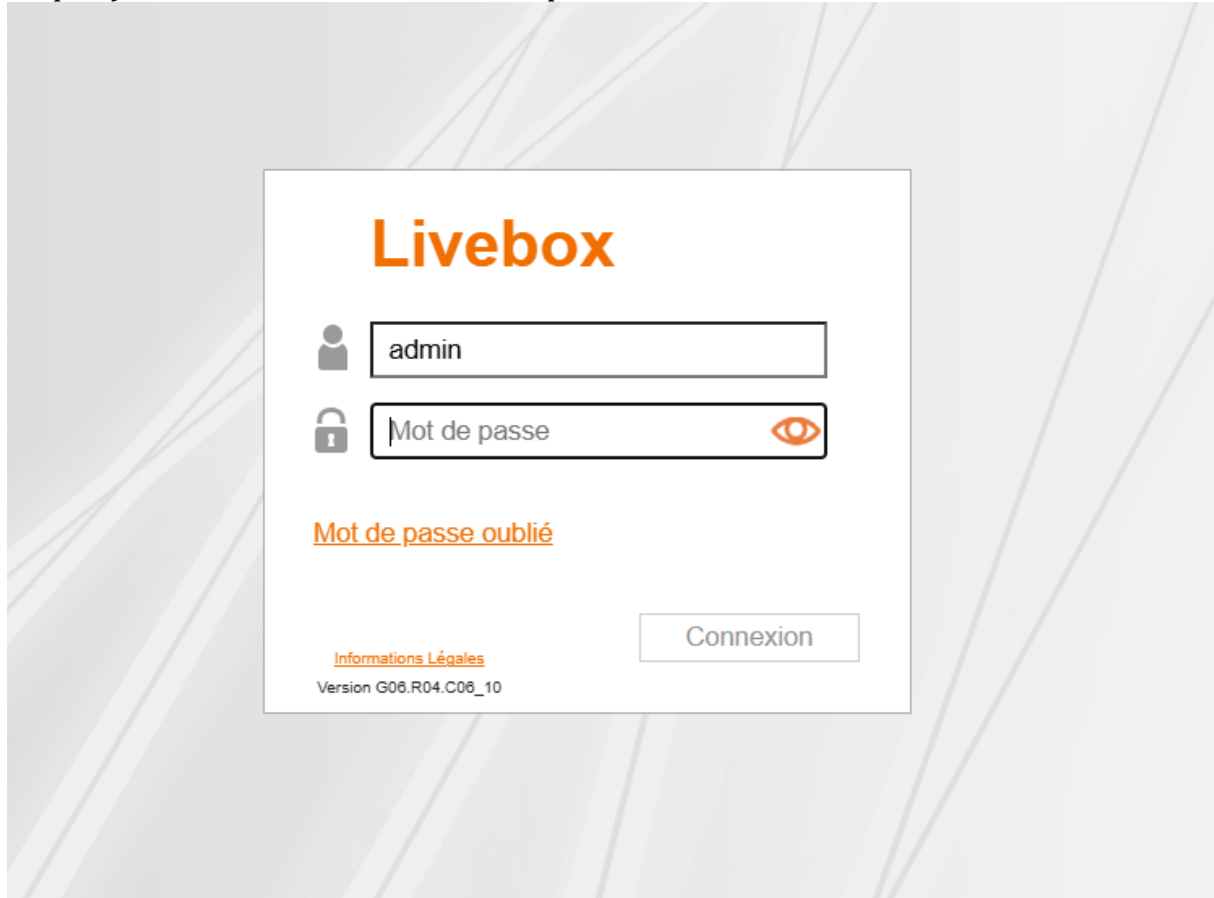 Livebox
admin
Mot de passe
Mot de passe oublié
Connexion
Informations Légales
Version G06.R04.C06_10